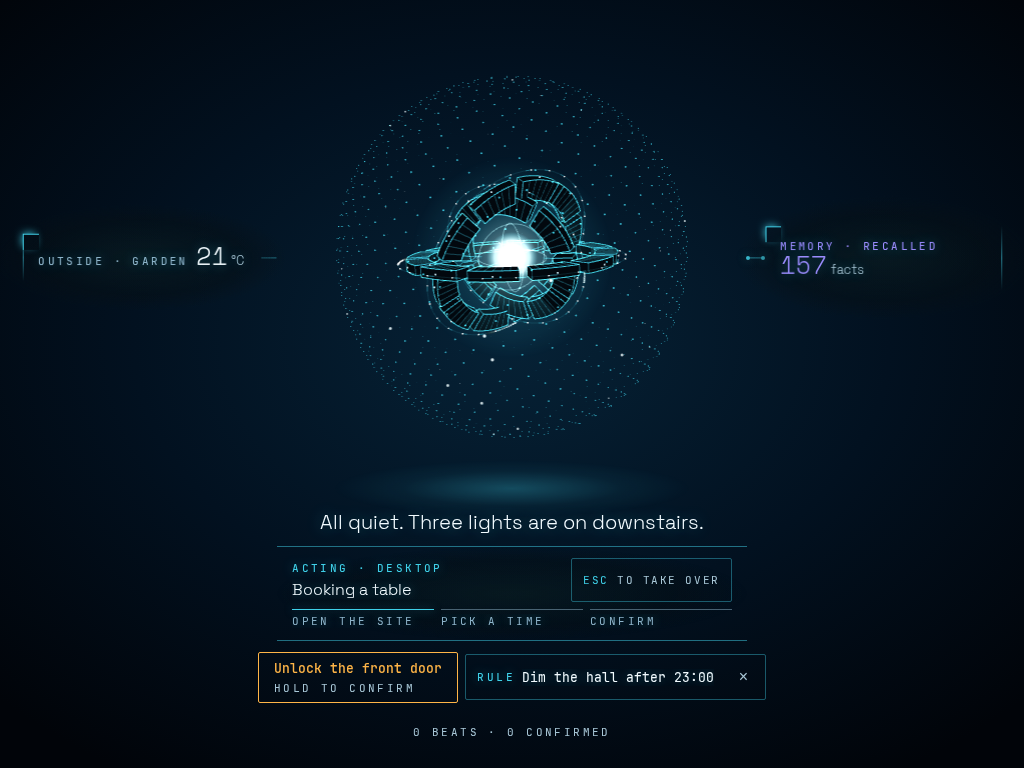 OUTSIDE · GARDEN 21 °C
MEMORY · RECALLED
157 facts
All quiet. Three lights are on downstairs.
ACTING · DESKTOP
Booking a table
ESC TO TAKE OVER
OPEN THE SITE PICK A TIME CONFIRM
Unlock the front door
HOLD TO CONFIRM
RULE Dim the hall after 23:00 ×
0 BEATS · 0 CONFIRMED